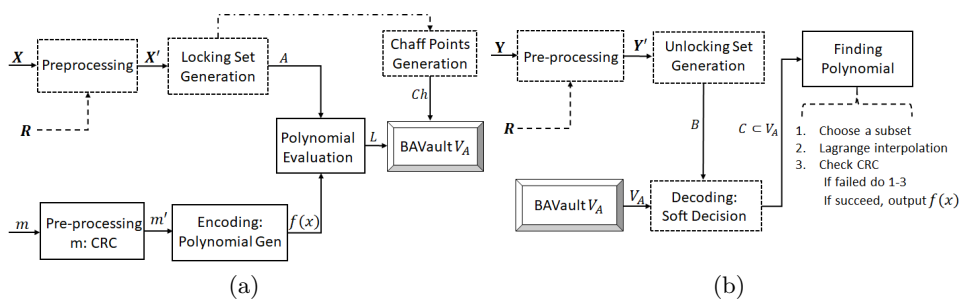 X
Preprocessing
X′
R
Locking Set
Generation
A
Chaff Points
Generation
Ch
Polynomial
Evaluation
L
BAVault V_A
m
Pre-processing
m: CRC
m′
Encoding:
Polynomial Gen
f(x)
(a)
Y
Pre-processing
Y′
R
Unlocking Set
Generation
B
BAVault V_A
V_A
Decoding:
Soft Decision
C ⊂ V_A
Finding
Polynomial
1. Choose a subset
2. Lagrange interpolation
3. Check CRC
If failed do 1-3
If succeed, output f(x)
(b)